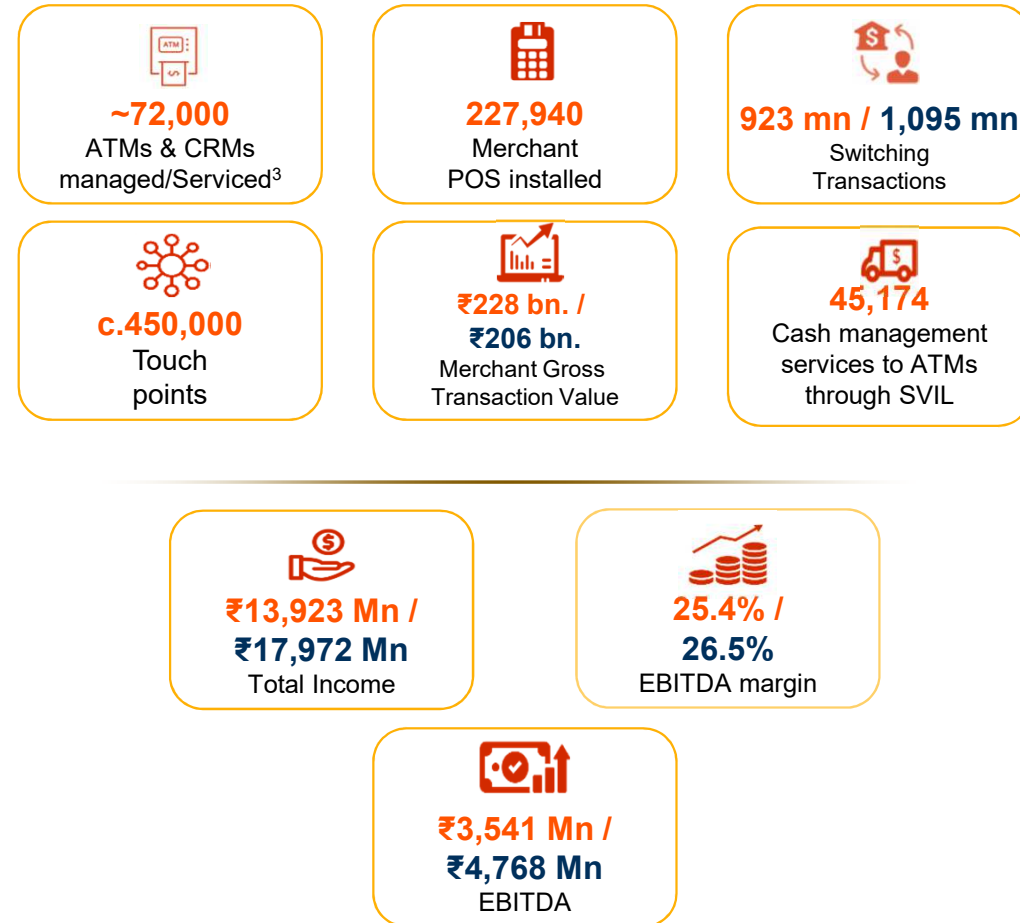 ATM
~72,000
ATMs & CRMs
managed/Serviced³
227,940
Merchant
POS installed
923 mn / 1,095 mn
Switching
Transactions
c.450,000
Touch
points
₹228 bn. /
₹206 bn.
Merchant Gross
Transaction Value
45,174
Cash management
services to ATMs
through SVIL
₹13,923 Mn /
₹17,972 Mn
Total Income
25.4% /
26.5%
EBITDA margin
₹3,541 Mn /
₹4,768 Mn
EBITDA